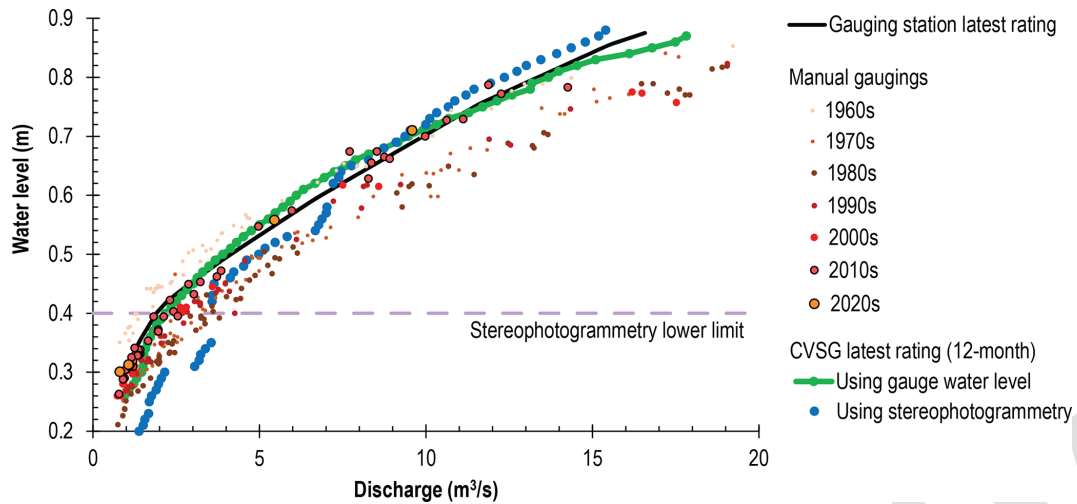 0.9
0.8
0.7
0.6
0.5
0.4
0.3
0.2
Water level (m)
0
5
10
15
20
Discharge (m³/s)
Stereophotogrammetry lower limit
Gauging station latest rating
Manual gaugings
1960s
1970s
1980s
1990s
2000s
2010s
2020s
CVSG latest rating (12-month)
Using gauge water level
Using stereophotogrammetry